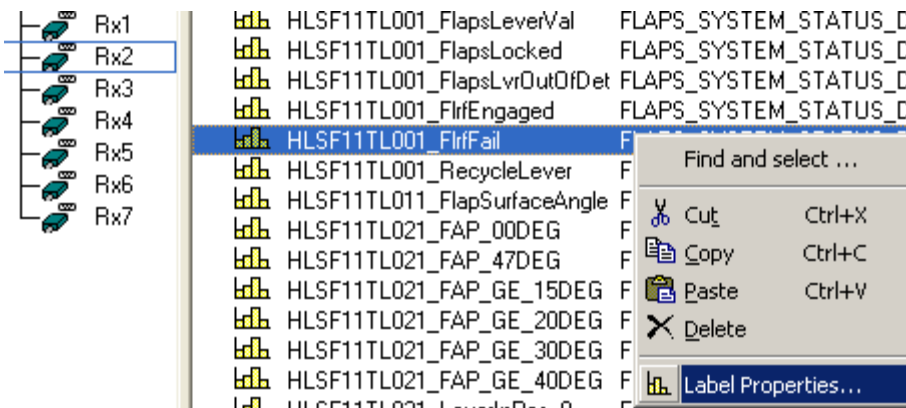 Rx1
Rx2
Rx3
Rx4
Rx5
Rx6
Rx7
HLSF11TL001_FlapsLeverVal FLAPS_SYSTEM_STATUS_D
HLSF11TL001_FlapsLocked FLAPS_SYSTEM_STATUS_D
HLSF11TL001_FlapsLvrOutOfDet FLAPS_SYSTEM_STATUS_D
HLSF11TL001_FlrfEngaged FLAPS_SYSTEM_STATUS_D
HLSF11TL001_FlrfFail F
HLSF11TL001_RecycleLever F
HLSF11TL011_FlapSurfaceAngle F
HLSF11TL021_FAP_00DEG F
HLSF11TL021_FAP_47DEG F
HLSF11TL021_FAP_GE_15DEG F
HLSF11TL021_FAP_GE_20DEG F
HLSF11TL021_FAP_GE_30DEG F
HLSF11TL021_FAP_GE_40DEG F
Find and select ...
Cut Ctrl+X
Copy Ctrl+C
Paste Ctrl+V
Delete
Label Properties...